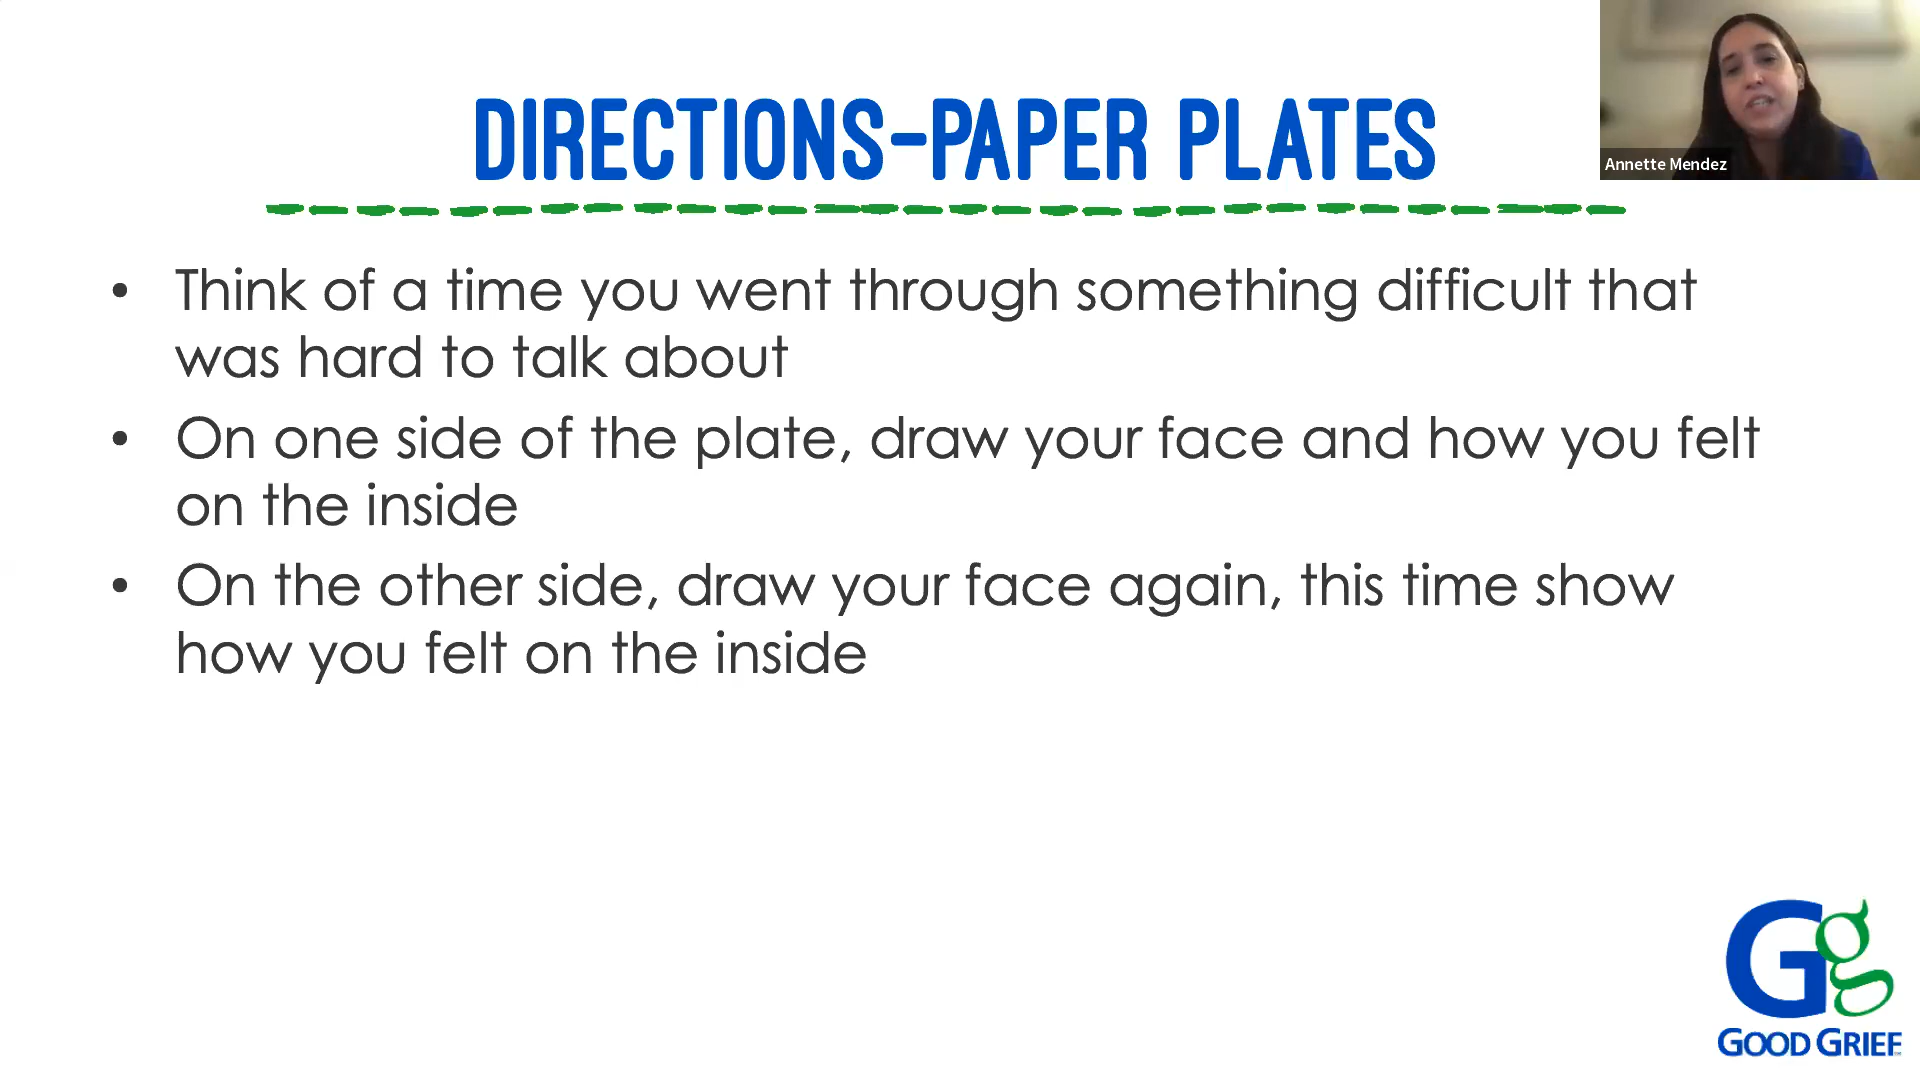 DIRECTIONS-PAPER PLATES
Annette Mendez
• Think of a time you went through something difficult that
was hard to talk about
• On one side of the plate, draw your face and how you felt
on the inside
• On the other side, draw your face again, this time show
how you felt on the inside
Gg
GOOD GRIEF